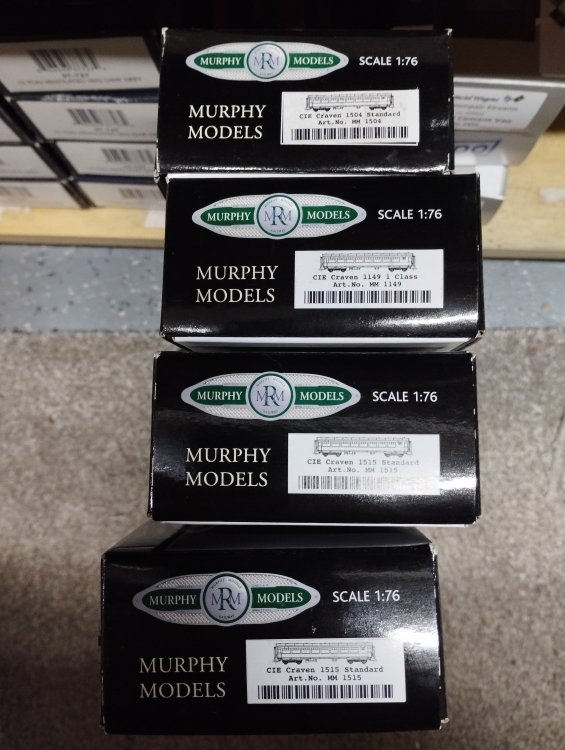 MURPHY MRM MODELS SCALE 1:76
MURPHY
MODELS
CIE Craven 1504 Standard
Art.No. MM 1504
MURPHY MRM MODELS SCALE 1:76
MURPHY
MODELS
CIE Craven 1149 1 Class
Art.No. MM 1149
MURPHY MRM MODELS SCALE 1:76
MURPHY
MODELS
CIE Craven 1515 Standard
Art.No. MM 1515
MURPHY MRM MODELS SCALE 1:76
MURPHY
MODELS
CIE Craven 1515 Standard
Art.No. MM 1515